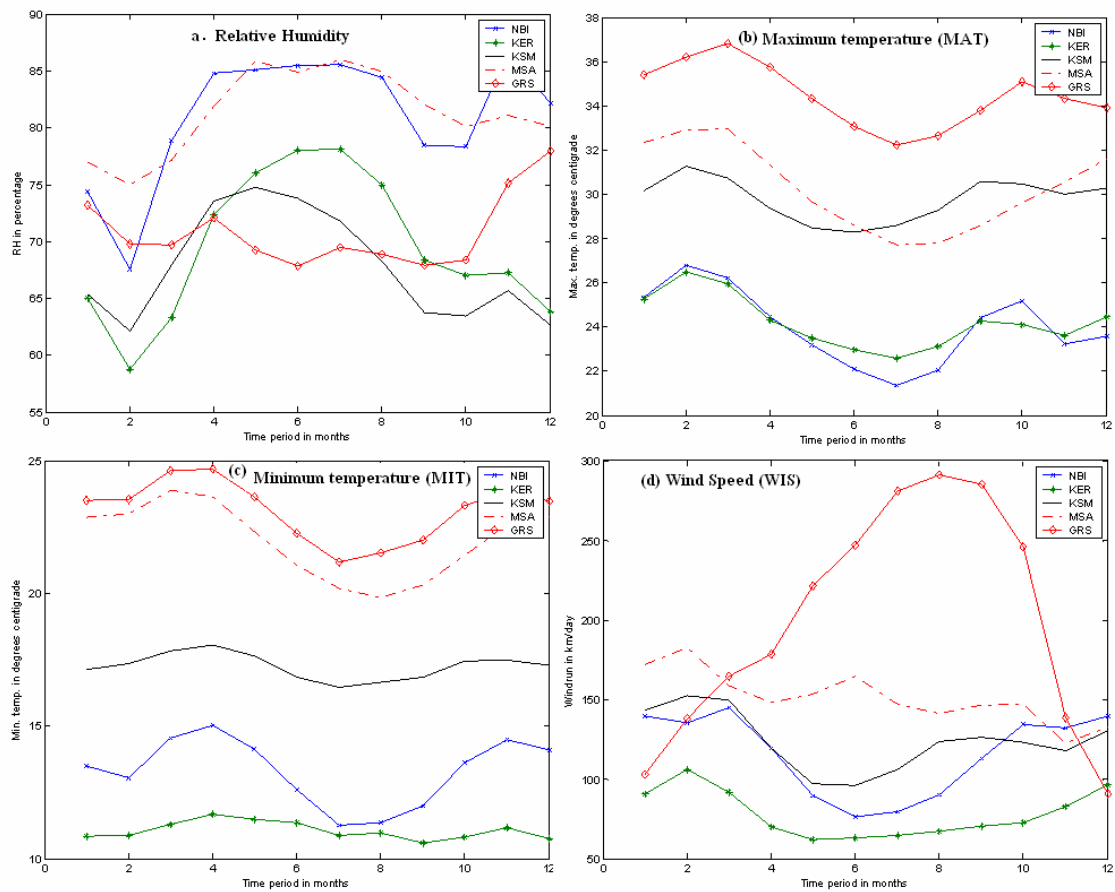 a. Relative Humidity
NBI
KER
KSM
MSA
GRS
90
85
80
75
70
65
60
55
RH in percentage
0 2 4 6 8 10 12
Time period in months
(b) Maximum temperature (MAT)
NBI
KER
KSM
MSA
GRS
38
36
34
32
30
28
26
24
22
20
Max. temp. in degrees centigrade
0 2 4 6 8 10 12
Time period in months
(c) Minimum temperature (MIT)
NBI
KER
KSM
MSA
GRS
25
20
15
10
Min. temp. in degrees centigrade
0 2 4 6 8 10 12
Time period in months
(d) Wind Speed (WIS)
NBI
KER
KSM
MSA
GRS
300
250
200
150
100
50
Windrun in km/day
0 2 4 6 8 10 12
Time period in months